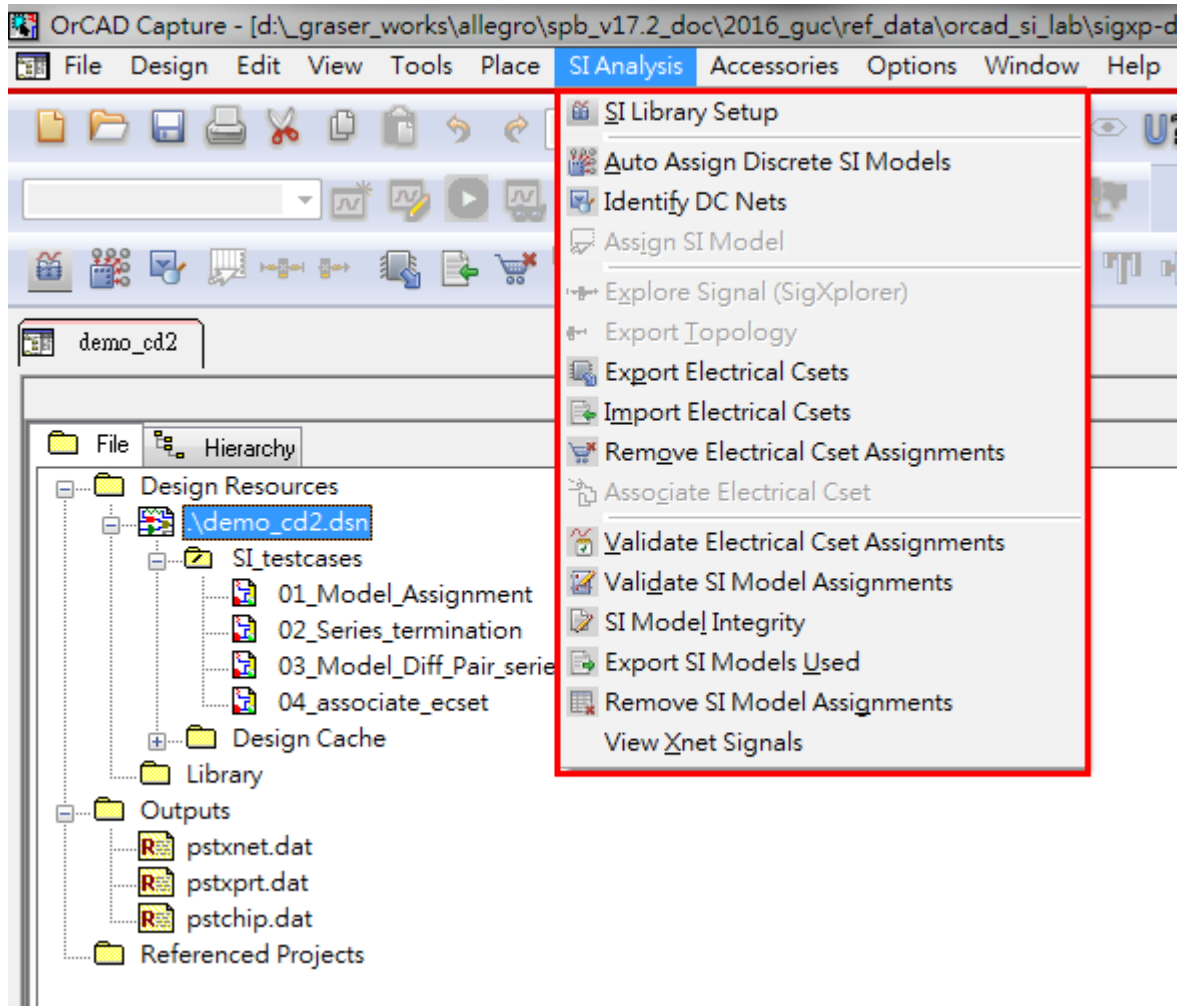 OrCAD Capture - [d:\_graser_works\allegro\spb_v17.2_doc\2016_guc\ref_data\orcad_si_lab\sigxp-d
File Design Edit View Tools Place SI Analysis Accessories Options Window Help
SI Library Setup
Auto Assign Discrete SI Models
Identify DC Nets
Assign SI Model
Explore Signal (SigXplorer)
Export Topology
Export Electrical Csets
Import Electrical Csets
Remove Electrical Cset Assignments
Associate Electrical Cset
Validate Electrical Cset Assignments
Validate SI Model Assignments
SI Model Integrity
Export SI Models Used
Remove SI Model Assignments
View Xnet Signals
demo_cd2
File Hierarchy
Design Resources
.\demo_cd2.dsn
SI_testcases
01_Model_Assignment
02_Series_termination
03_Model_Diff_Pair_serie
04_associate_ecset
Design Cache
Library
Outputs
pstxnet.dat
pstxprt.dat
pstchip.dat
Referenced Projects